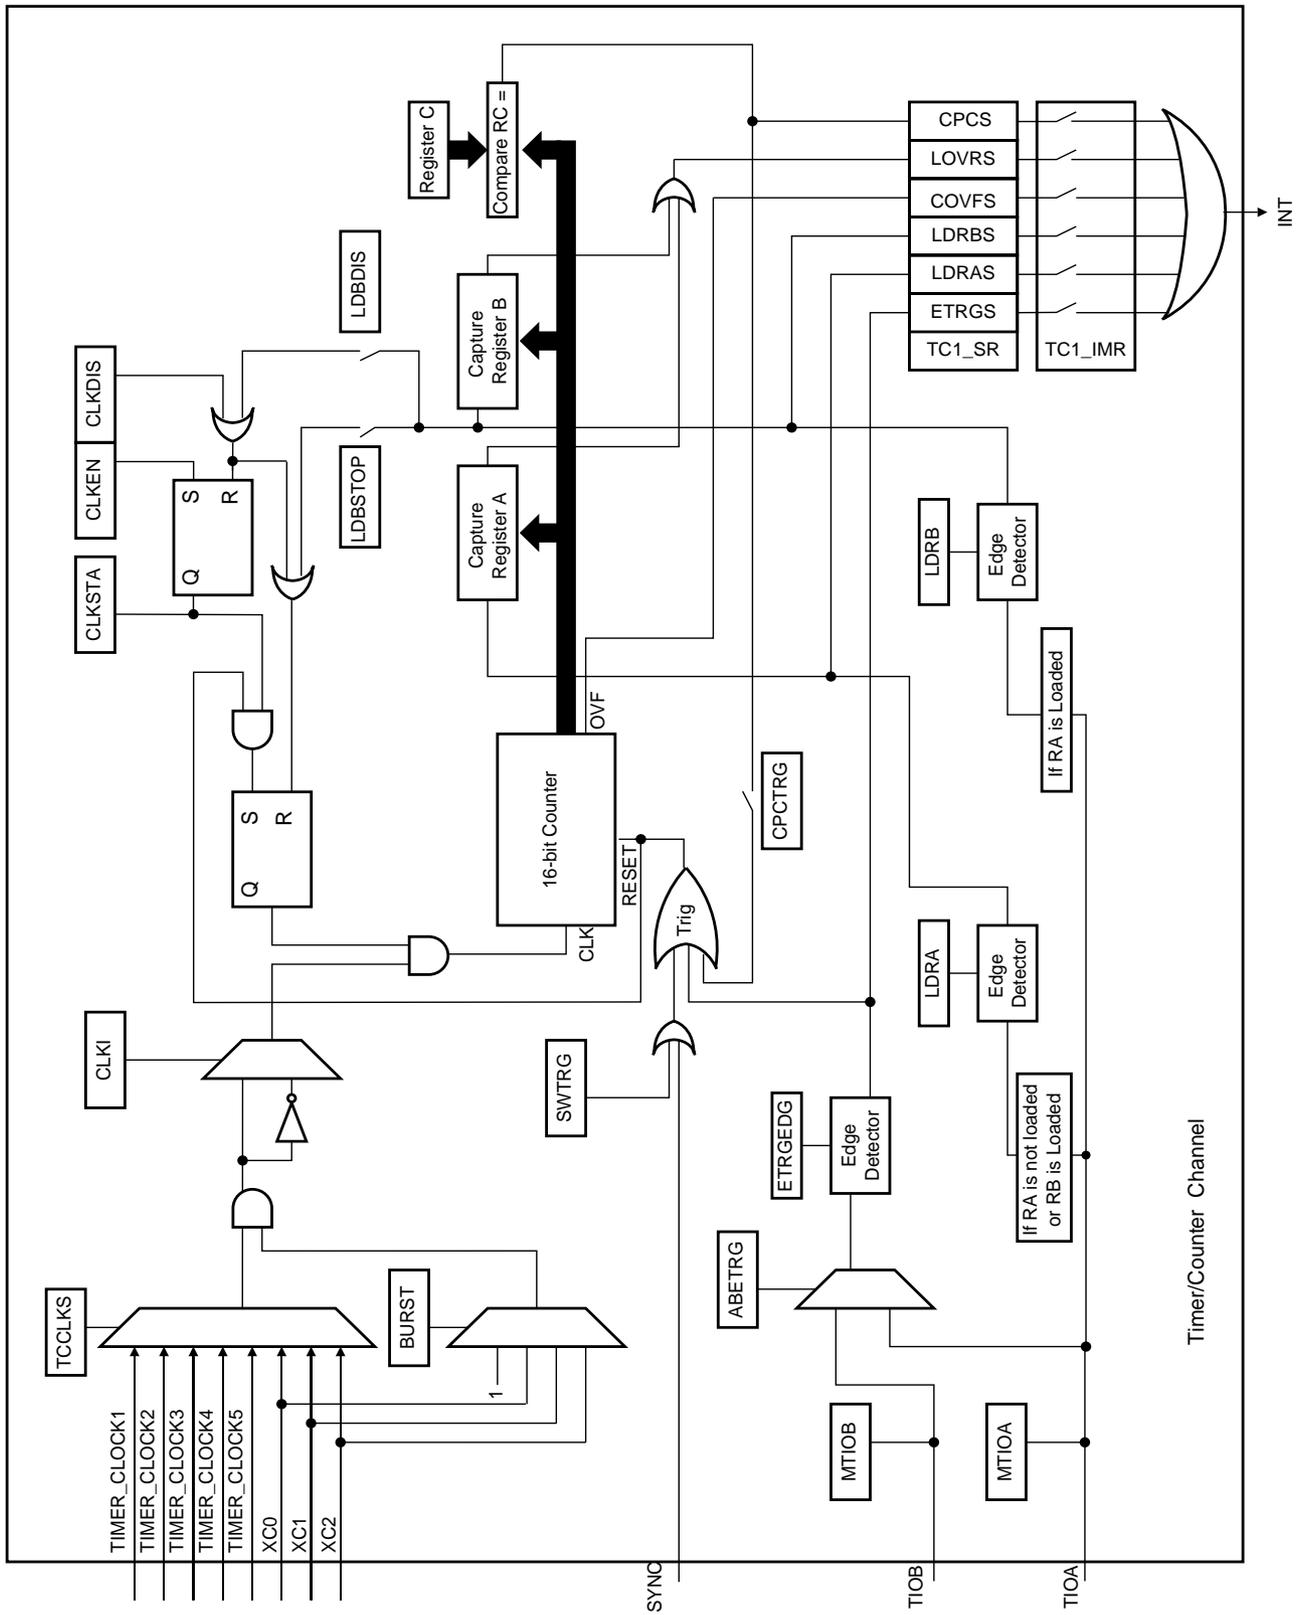 TCCLKS
TIMER_CLOCK1
TIMER_CLOCK2
TIMER_CLOCK3
TIMER_CLOCK4
TIMER_CLOCK5
XC0
XC1
XC2
CLKI
CLKSTA
CLKEN
CLKDIS
Q
S
R
Q
S
R
BURST
1
LDBSTOP
LDBDIS
Register C
Capture
Register A
Capture
Register B
Compare RC =
16-bit Counter
CLK
OVF
RESET
SWTRG
SYNC
Trig
CPCTRG
ABETRG
ETRGEDG
Edge
Detector
MTIOB
TIOB
MTIOA
TIOA
LDRA
Edge
Detector
If RA is not loaded
or RB is Loaded
LDRB
Edge
Detector
If RA is Loaded
CPCS
LOVRS
COVFS
LDRBS
LDRAS
ETRGS
TC1_SR
TC1_IMR
INT
Timer/Counter Channel